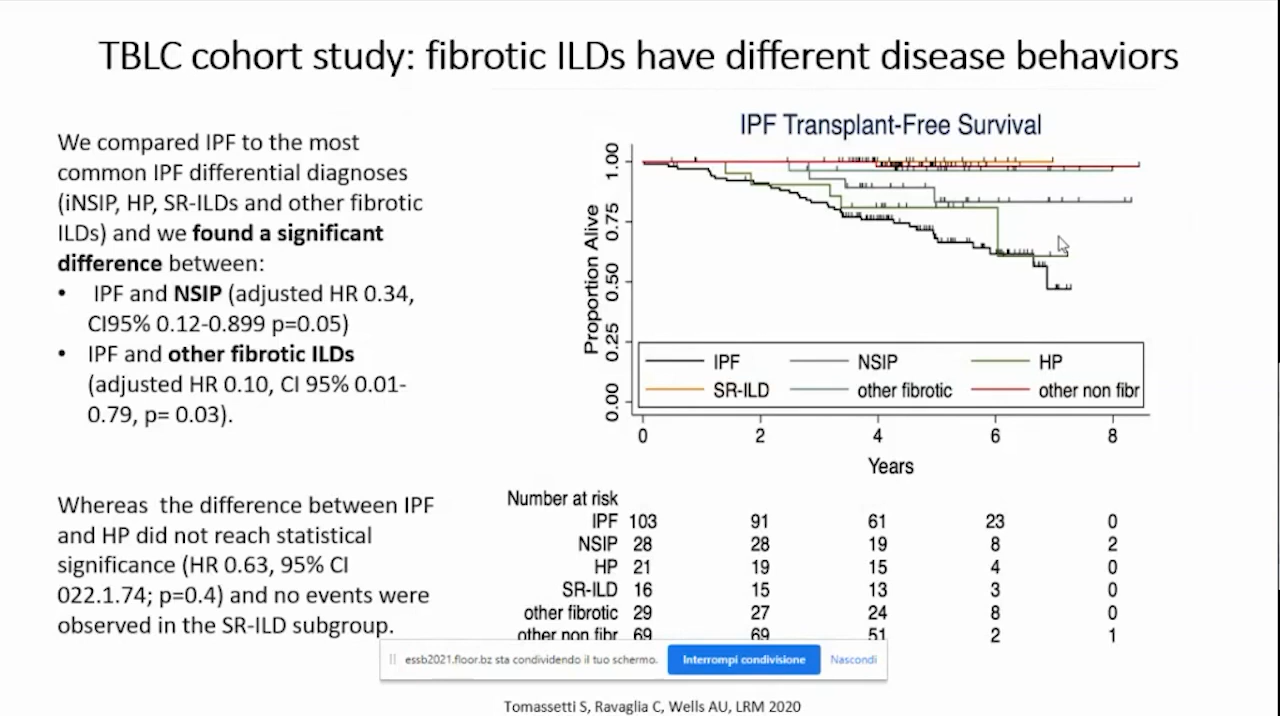 TBLC cohort study: fibrotic ILDs have different disease behaviors
We compared IPF to the most
common IPF differential diagnoses
(iNSIP, HP, SR-ILDs and other fibrotic
ILDs) and we found a significant
difference between:
• IPF and NSIP (adjusted HR 0.34,
CI95% 0.12-0.899 p=0.05)
• IPF and other fibrotic ILDs
(adjusted HR 0.10, CI 95% 0.01-
0.79, p= 0.03).
Whereas the difference between IPF
and HP did not reach statistical
significance (HR 0.63, 95% CI
022.1.74; p=0.4) and no events were
observed in the SR-ILD subgroup.
IPF Transplant-Free Survival
Proportion Alive
1.00
0.75
0.50
0.25
0.00
IPF NSIP HP
SR-ILD other fibrotic other non fibr
0 2 4 6 8
Years
Number at risk
IPF 103 91 61 23 0
NSIP 28 28 19 8 2
HP 21 19 15 4 0
SR-ILD 16 15 13 3 0
other fibrotic 29 27 24 8 0
other non fibr 69 69 51 2 1
essb2021.floor.bz sta condividendo il tuo schermo. Interrompi condivisione Nascondi
Tomassetti S, Ravaglia C, Wells AU, LRM 2020